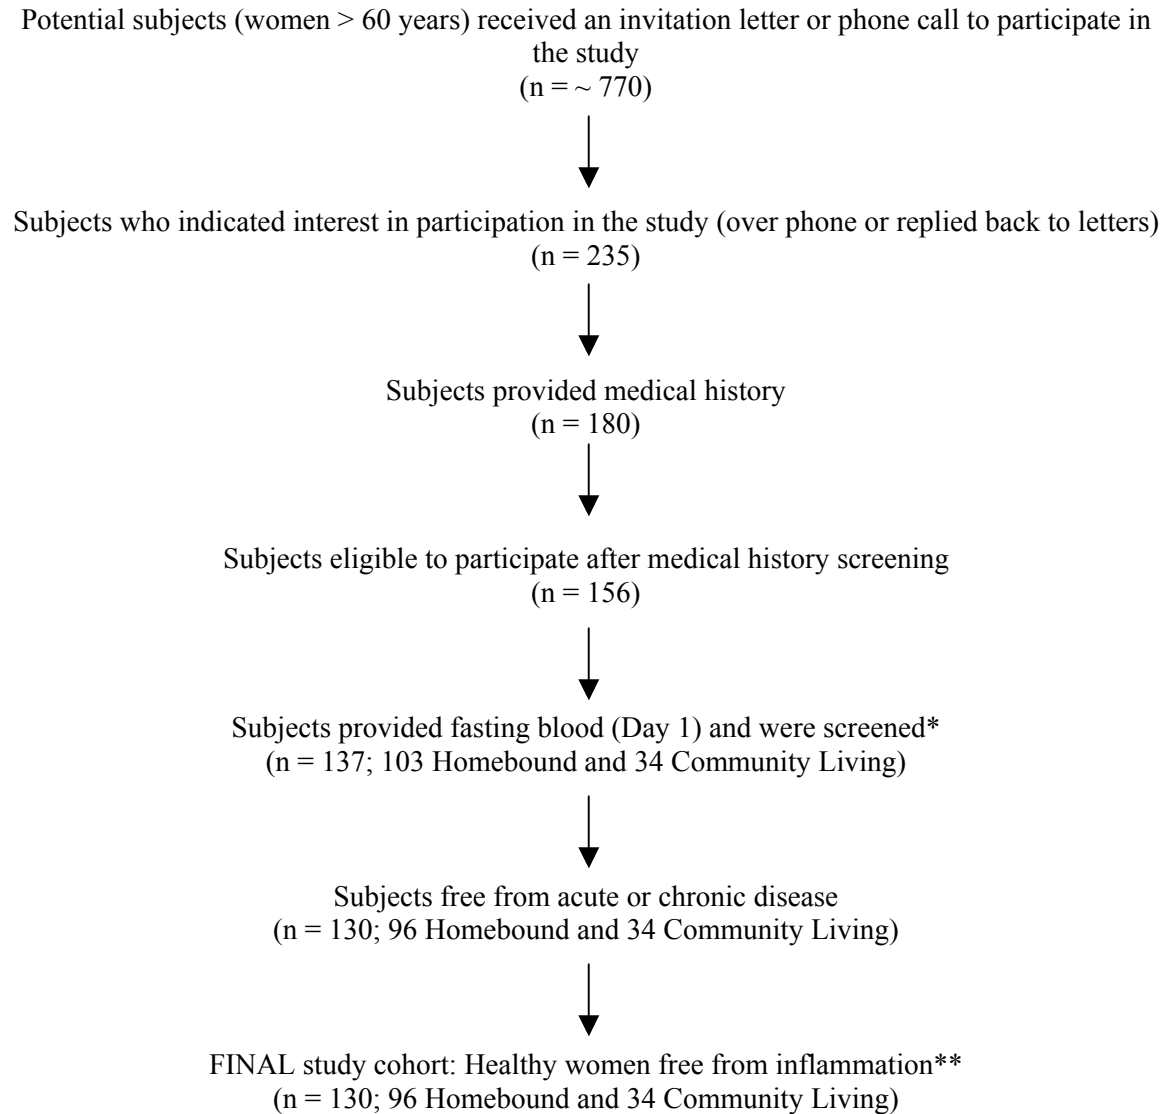 Potential subjects (women > 60 years) received an invitation letter or phone call to participate in
the study
(n = ~ 770)
Subjects who indicated interest in participation in the study (over phone or replied back to letters)
(n = 235)
Subjects provided medical history
(n = 180)
Subjects eligible to participate after medical history screening
(n = 156)
Subjects provided fasting blood (Day 1) and were screened*
(n = 137; 103 Homebound and 34 Community Living)
Subjects free from acute or chronic disease
(n = 130; 96 Homebound and 34 Community Living)
FINAL study cohort: Healthy women free from inflammation**
(n = 130; 96 Homebound and 34 Community Living)